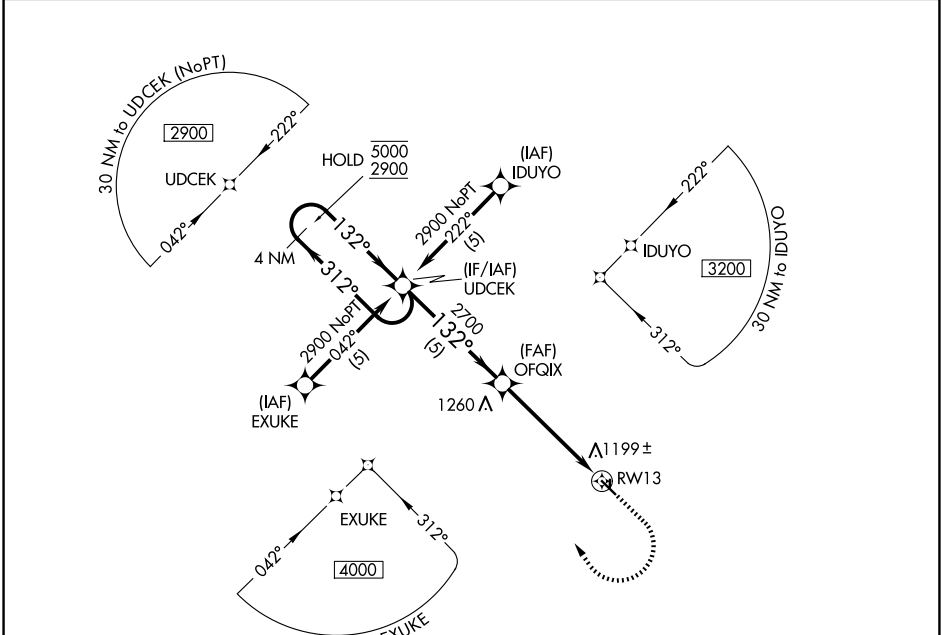 30 NM to UDCEK (NoPT)
2900
222°
UDCEK
042°
HOLD 5000
2900
(IAF)
IDUYO
2900 NoPT
222°
(5)
132°
4 NM
312°
(IF/IAF)
UDCEK
2900 NoPT
042°
(5)
(IAF)
EXUKE
2700
132°
(5)
(FAF)
OFQIX
1260
1199±
RW13
222°
IDUYO
3200
312°
30 NM to IDUYO
EXUKE
042°
312°
4000
EXUKE